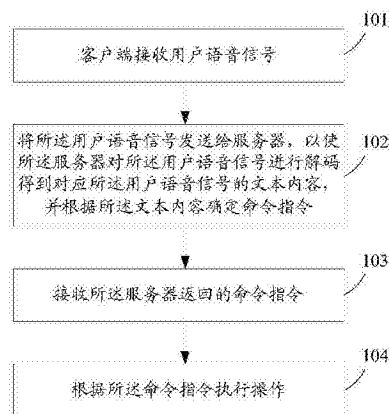 101
客户端接收用户语音信号
将所述用户语音信号发送给服务器，以使
所述服务器对所述用户语音信号进行解码
得到对应所述用户语音信号的文本内容，
并根据所述文本内容确定命令指令
102
接收所述服务器返回的命令指令
103
根据所述命令指令执行操作
104